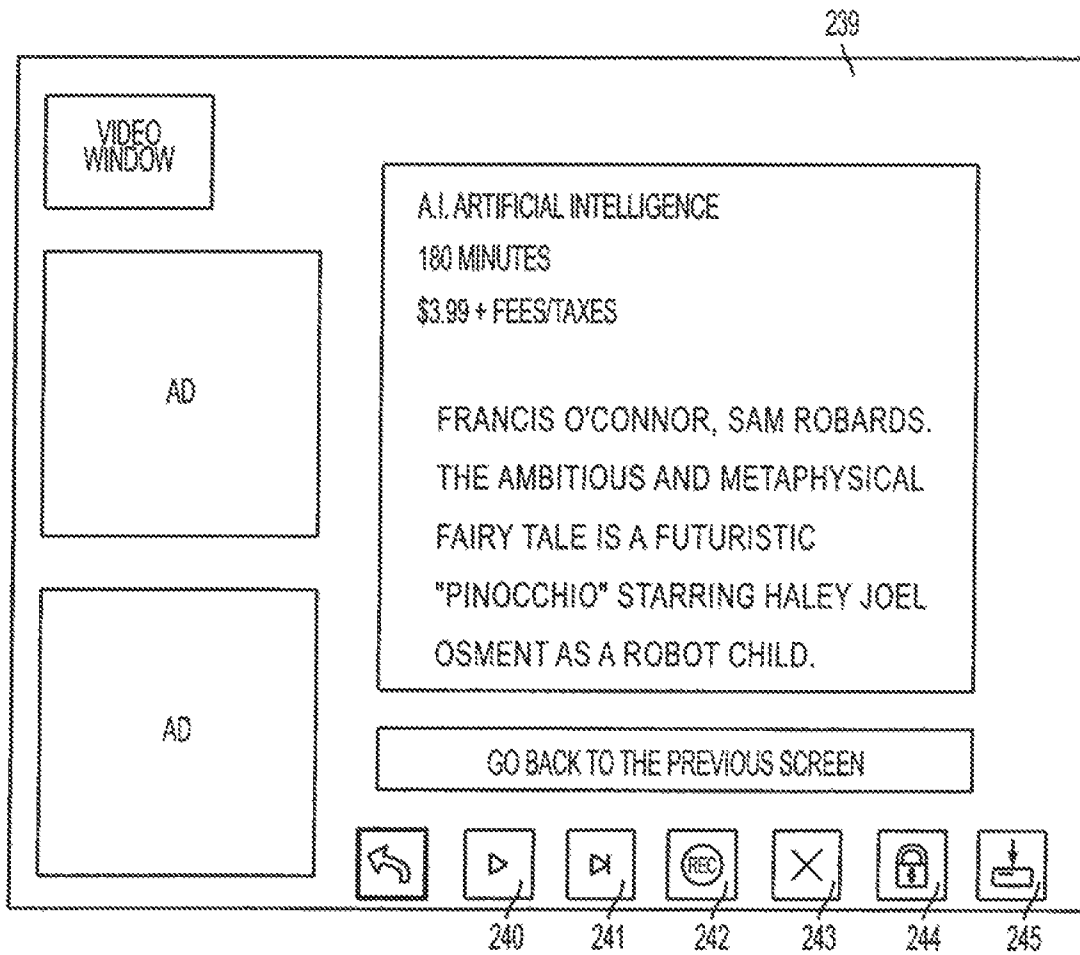 239
VIDEO
WINDOW
A.I. ARTIFICIAL INTELLIGENCE
180 MINUTES
$3.99 + FEES/TAXES
AD
FRANCIS O'CONNOR, SAM ROBARDS.
THE AMBITIOUS AND METAPHYSICAL
FAIRY TALE IS A FUTURISTIC
"PINOCCHIO" STARRING HALEY JOEL
OSMENT AS A ROBOT CHILD.
AD
GO BACK TO THE PREVIOUS SCREEN
REC
240 241 242 243 244 245